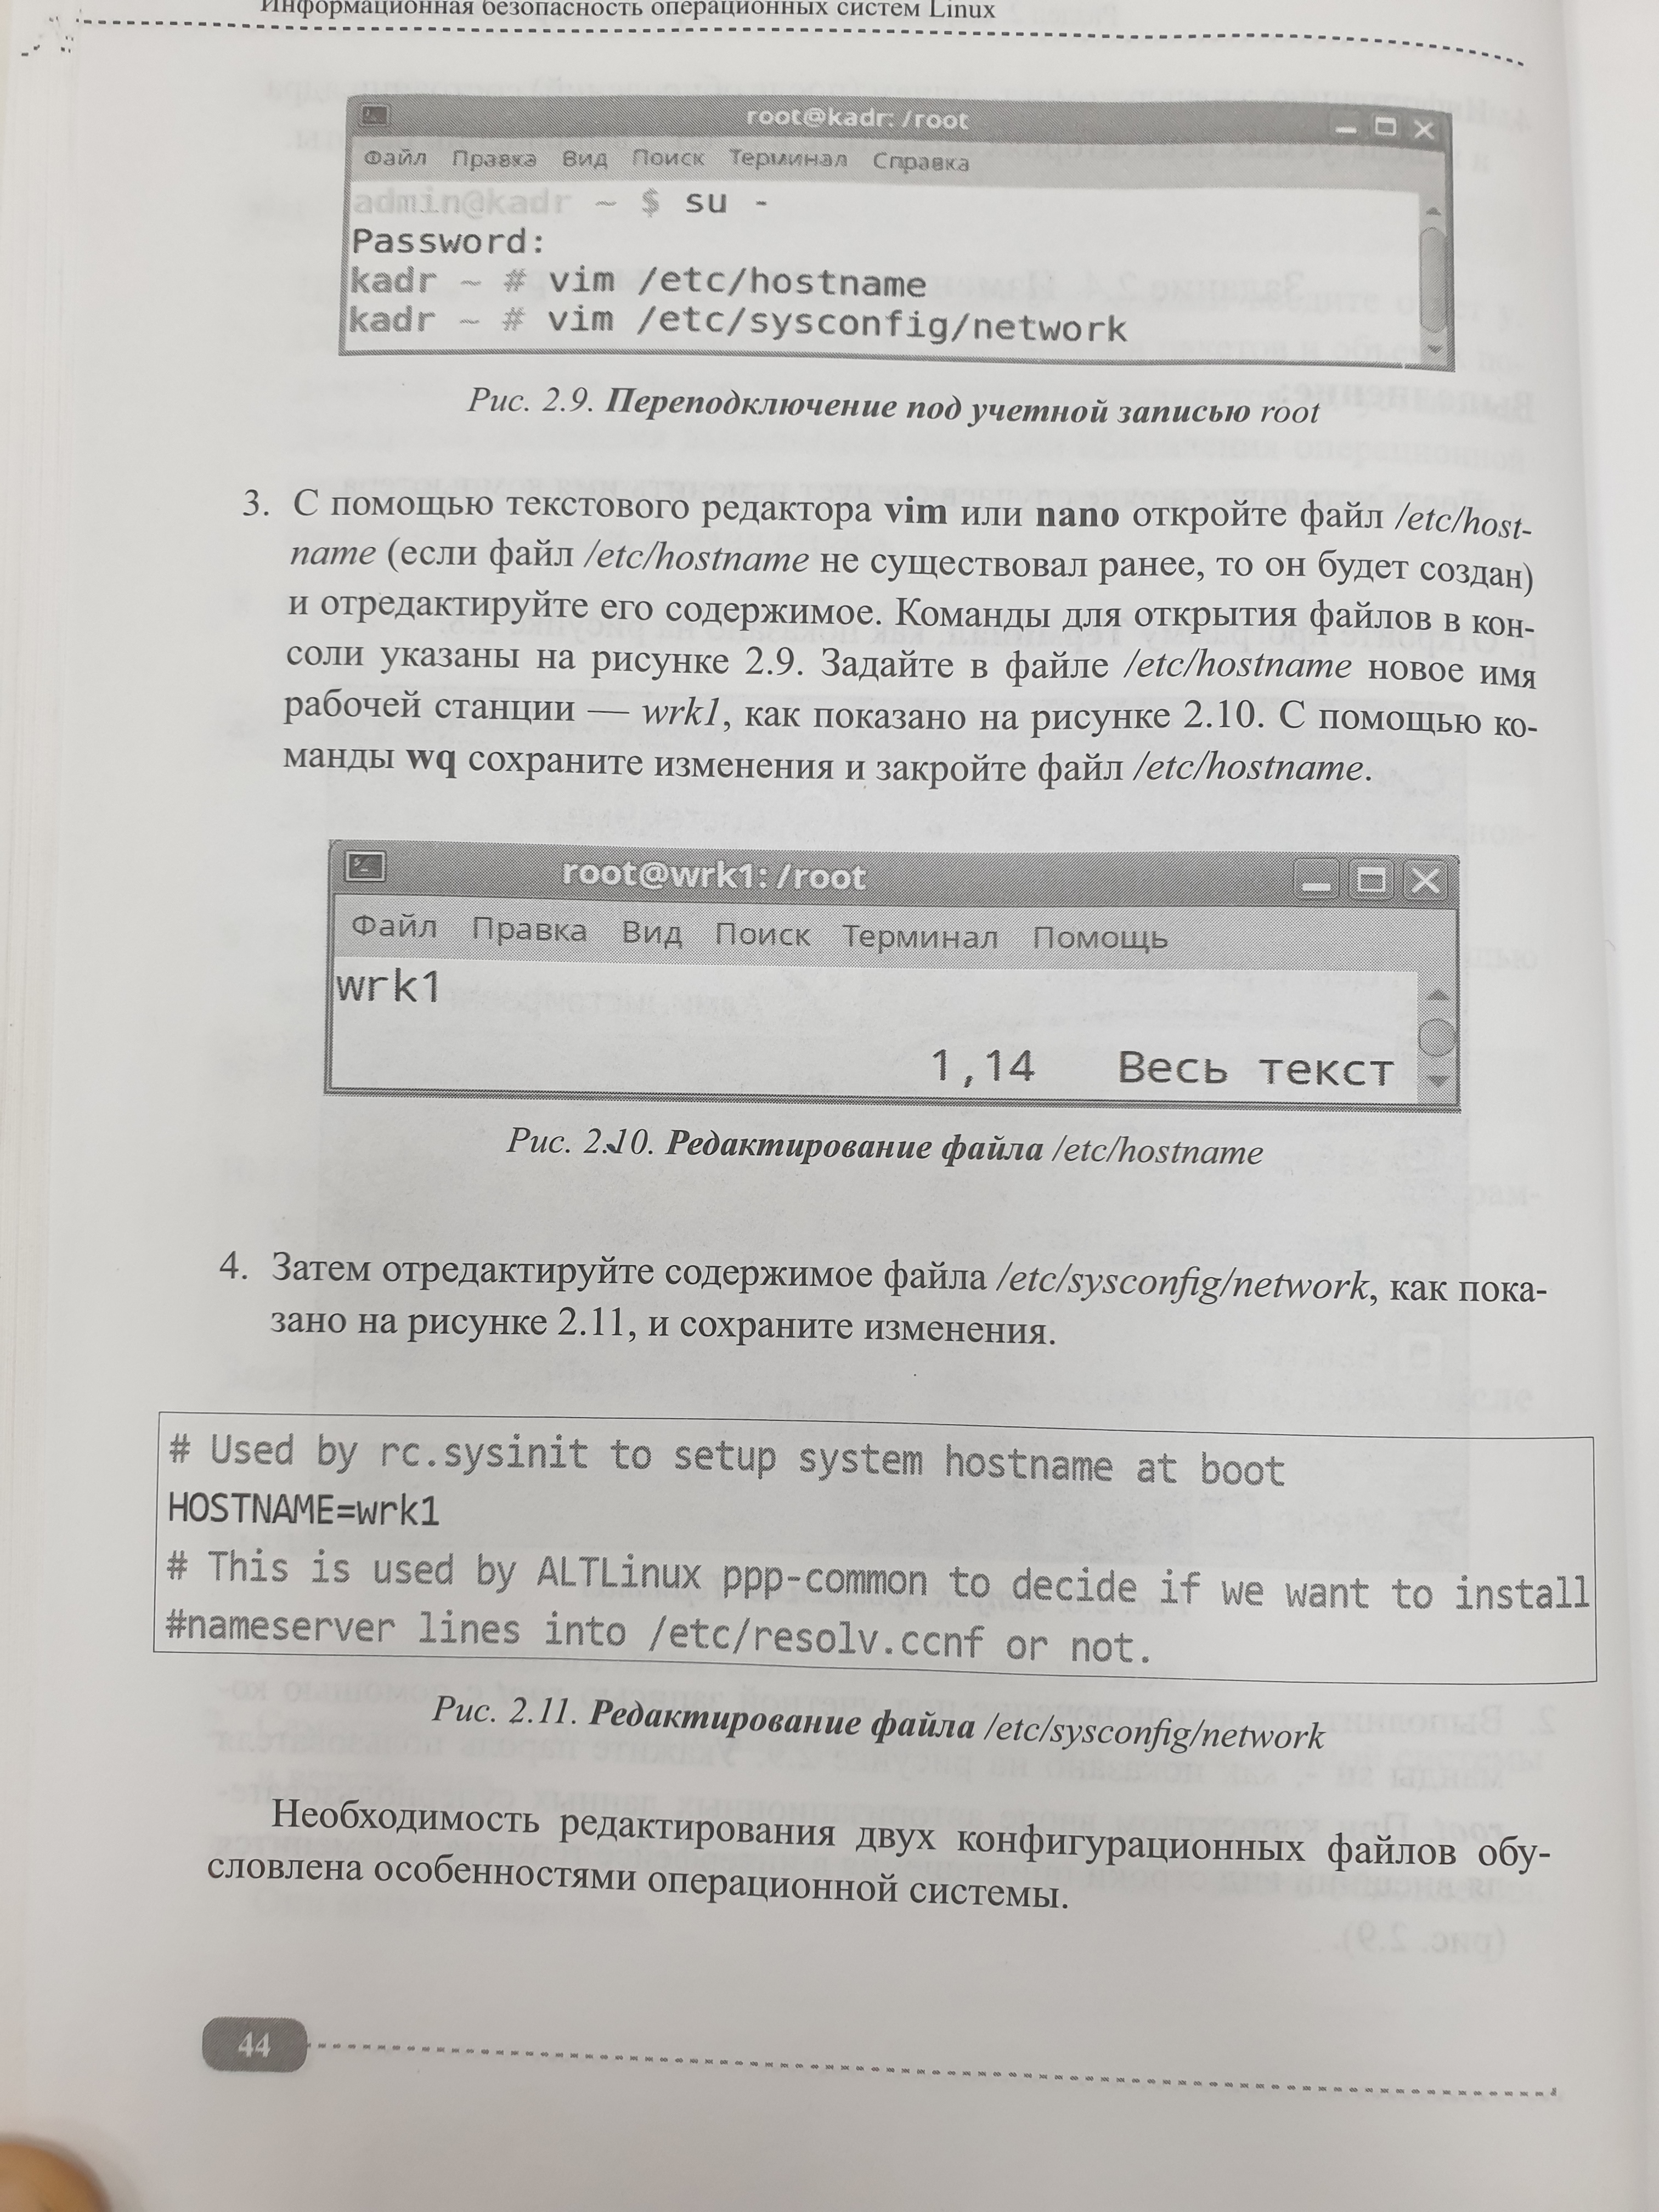 Информационная безопасность операционных систем Linux
root@kadr: /root
Файл Правка Вид Поиск Терминал Справка
admin@kadr ~ $ su -
Password:
kadr ~ # vim /etc/hostname
kadr ~ # vim /etc/sysconfig/network
Рис. 2.9. Переподключение под учетной записью root
3. С помощью текстового редактора vim или nano откройте файл /etc/host-
name (если файл /etc/hostname не существовал ранее, то он будет создан)
и отредактируйте его содержимое. Команды для открытия файлов в кон-
соли указаны на рисунке 2.9. Задайте в файле /etc/hostname новое имя
рабочей станции — wrk1, как показано на рисунке 2.10. С помощью ко-
манды wq сохраните изменения и закройте файл /etc/hostname.
root@wrk1: /root
Файл Правка Вид Поиск Терминал Помощь
wrk1
1,14 Весь текст
Рис. 2.10. Редактирование файла /etc/hostname
4. Затем отредактируйте содержимое файла /etc/sysconfig/network, как пока-
зано на рисунке 2.11, и сохраните изменения.
# Used by rc.sysinit to setup system hostname at boot
HOSTNAME=wrk1
# This is used by ALTLinux ppp-common to decide if we want to install
#nameserver lines into /etc/resolv.ccnf or not.
Рис. 2.11. Редактирование файла /etc/sysconfig/network
Необходимость редактирования двух конфигурационных файлов обу-
словлена особенностями операционной системы.
44